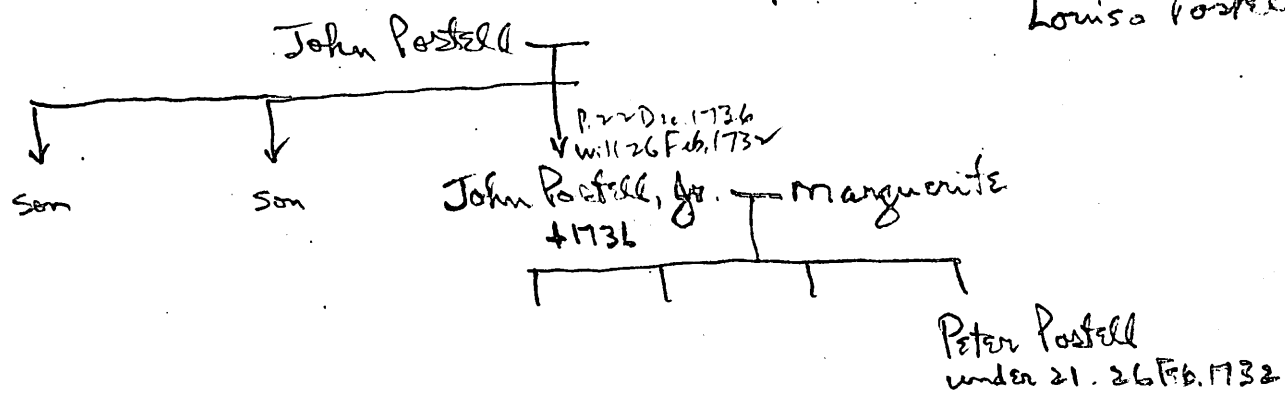 Louisa Postell
John Postell
P. 22 Dec. 1736
will 26 Feb. 1732
son
son
John Postell, Jr. Marguerite
+1736
Peter Postell
under 21. 26 Feb. 1732